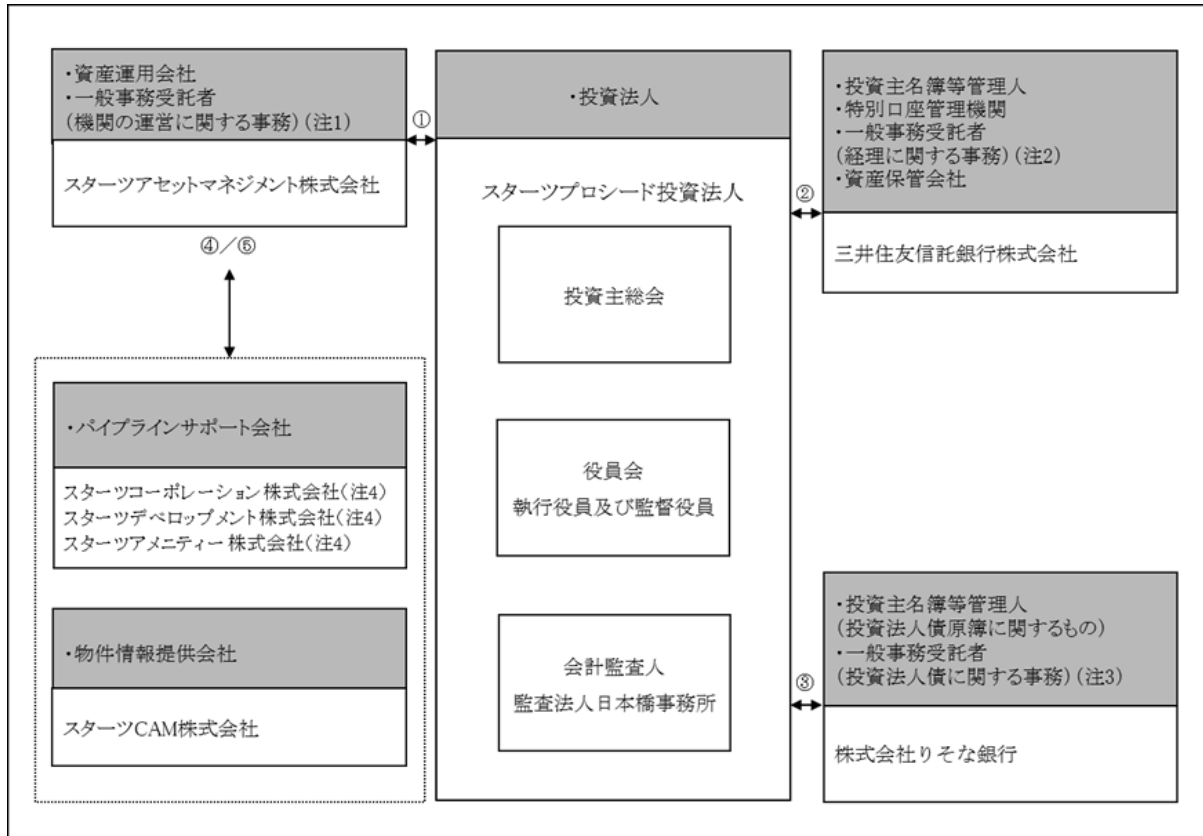 ・資産運用会社
・一般事務受託者
(機関の運営に関する事務)(注1)
スターツアセットマネジメント株式会社
①
④／⑤
・パイプラインサポート会社
スターツコーポレーション株式会社(注4)
スターツデベロップメント株式会社(注4)
スターツアメニティー株式会社(注4)
・物件情報提供会社
スターツCAM株式会社
・投資法人
スターツプロシード投資法人
投資主総会
役員会
執行役員及び監督役員
会計監査人
監査法人日本橋事務所
②
・投資主名簿等管理人
・特別口座管理機関
・一般事務受託者
(経理に関する事務)(注2)
・資産保管会社
三井住友信託銀行株式会社
③
・投資主名簿等管理人
(投資法人債原簿に関するもの)
・一般事務受託者
(投資法人債に関する事務)(注3)
株式会社りそな銀行